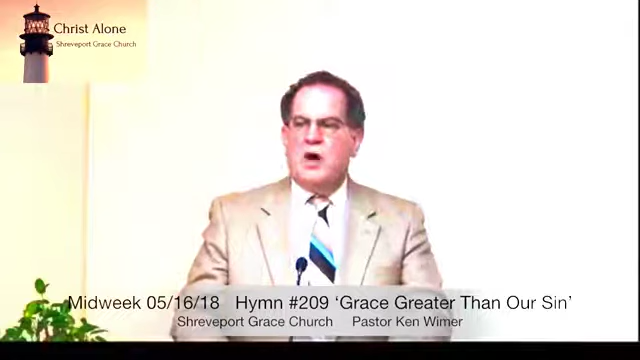 Christ Alone
Shreveport Grace Church
Midweek 05/16/18 Hymn #209 ‘Grace Greater Than Our Sin’
Shreveport Grace Church Pastor Ken Wimer